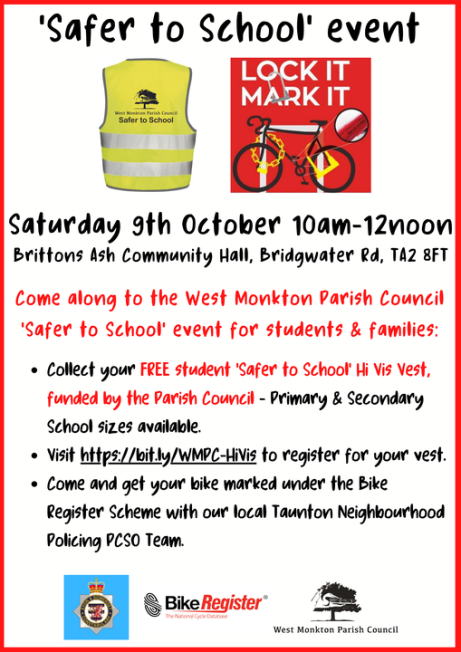 'Safer to School' event
West Monkton Parish Council
Safer to School
LOCK IT
MARK IT
Saturday 9th October 10am-12noon
Brittons Ash Community Hall, Bridgwater Rd, TA2 8FT
Come along to the West Monkton Parish Council
'Safer to School' event for students & families:
• Collect your FREE student 'Safer to School' Hi Vis Vest,
funded by the Parish Council - Primary & Secondary
School sizes available.
• Visit https://bit.ly/WMPC-HiVis to register for your vest.
• Come and get your bike marked under the Bike
Register Scheme with our local Taunton Neighbourhood
Policing PCSO Team.
BikeRegister®
The National Cycle Database
West Monkton Parish Council